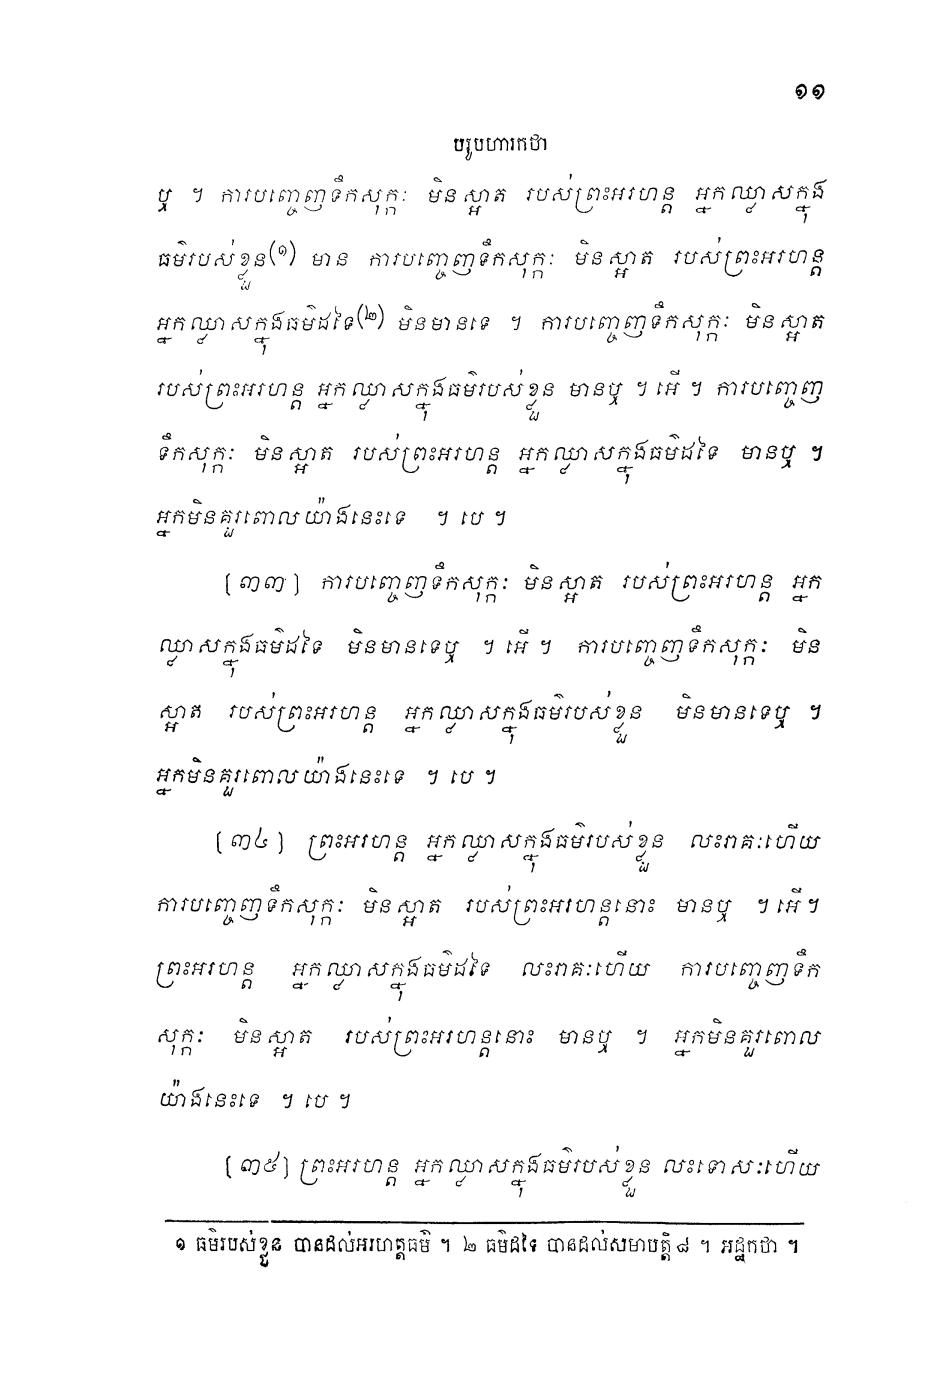 ១១
បរូបហារកថា
ឬ ។ ការបញ្ចេញទឹកសុក្កៈ មិនស្អាត របស់ព្រះអរហន្ត អ្នកឈ្លាសក្នុង
ធម៌របស់ខ្លួន(១) មាន ការបញ្ចេញទឹកសុក្កៈ មិនស្អាត របស់ព្រះអរហន្ត
អ្នកឈ្លាសក្នុងធម៌ដទៃ(២) មិនមានទេ ។ ការបញ្ចេញទឹកសុក្កៈ មិនស្អាត
របស់ព្រះអរហន្ត អ្នកឈ្លាសក្នុងធម៌របស់ខ្លួន មានឬ ។ អើ ។ ការបញ្ចេញ
ទឹកសុក្កៈ មិនស្អាត របស់ព្រះអរហន្ត អ្នកឈ្លាសក្នុងធម៌ដទៃ មានឬ ។
អ្នកមិនគួរពោលយ៉ាងនេះទេ ។ បេ ។
(៣៣) ការបញ្ចេញទឹកសុក្កៈ មិនស្អាត របស់ព្រះអរហន្ត អ្នក
ឈ្លាសក្នុងធម៌ដទៃ មិនមានទេឬ ។ អើ ។ ការបញ្ចេញទឹកសុក្កៈ មិន
ស្អាត របស់ព្រះអរហន្ត អ្នកឈ្លាសក្នុងធម៌របស់ខ្លួន មិនមានទេឬ ។
អ្នកមិនគួរពោលយ៉ាងនេះទេ ។ បេ ។
(៣៤) ព្រះអរហន្ត អ្នកឈ្លាសក្នុងធម៌របស់ខ្លួន លះរាគៈហើយ
ការបញ្ចេញទឹកសុក្កៈ មិនស្អាត របស់ព្រះអរហន្តនោះ មានឬ ។ អើ ។
ព្រះអរហន្ត អ្នកឈ្លាសក្នុងធម៌ដទៃ លះរាគៈហើយ ការបញ្ចេញទឹក
សុក្កៈ មិនស្អាត របស់ព្រះអរហន្តនោះ មានឬ ។ អ្នកមិនគួរពោល
យ៉ាងនេះទេ ។ បេ ។
(៣៥) ព្រះអរហន្ត អ្នកឈ្លាសក្នុងធម៌របស់ខ្លួន លះទោសៈហើយ
១ ធម៌របស់ខ្លួន បានដល់អរហត្តធម៌ ។ ២ ធម៌ដទៃ បានដល់សមាបត្តិ ៨ ។ អដ្ឋកថា ។